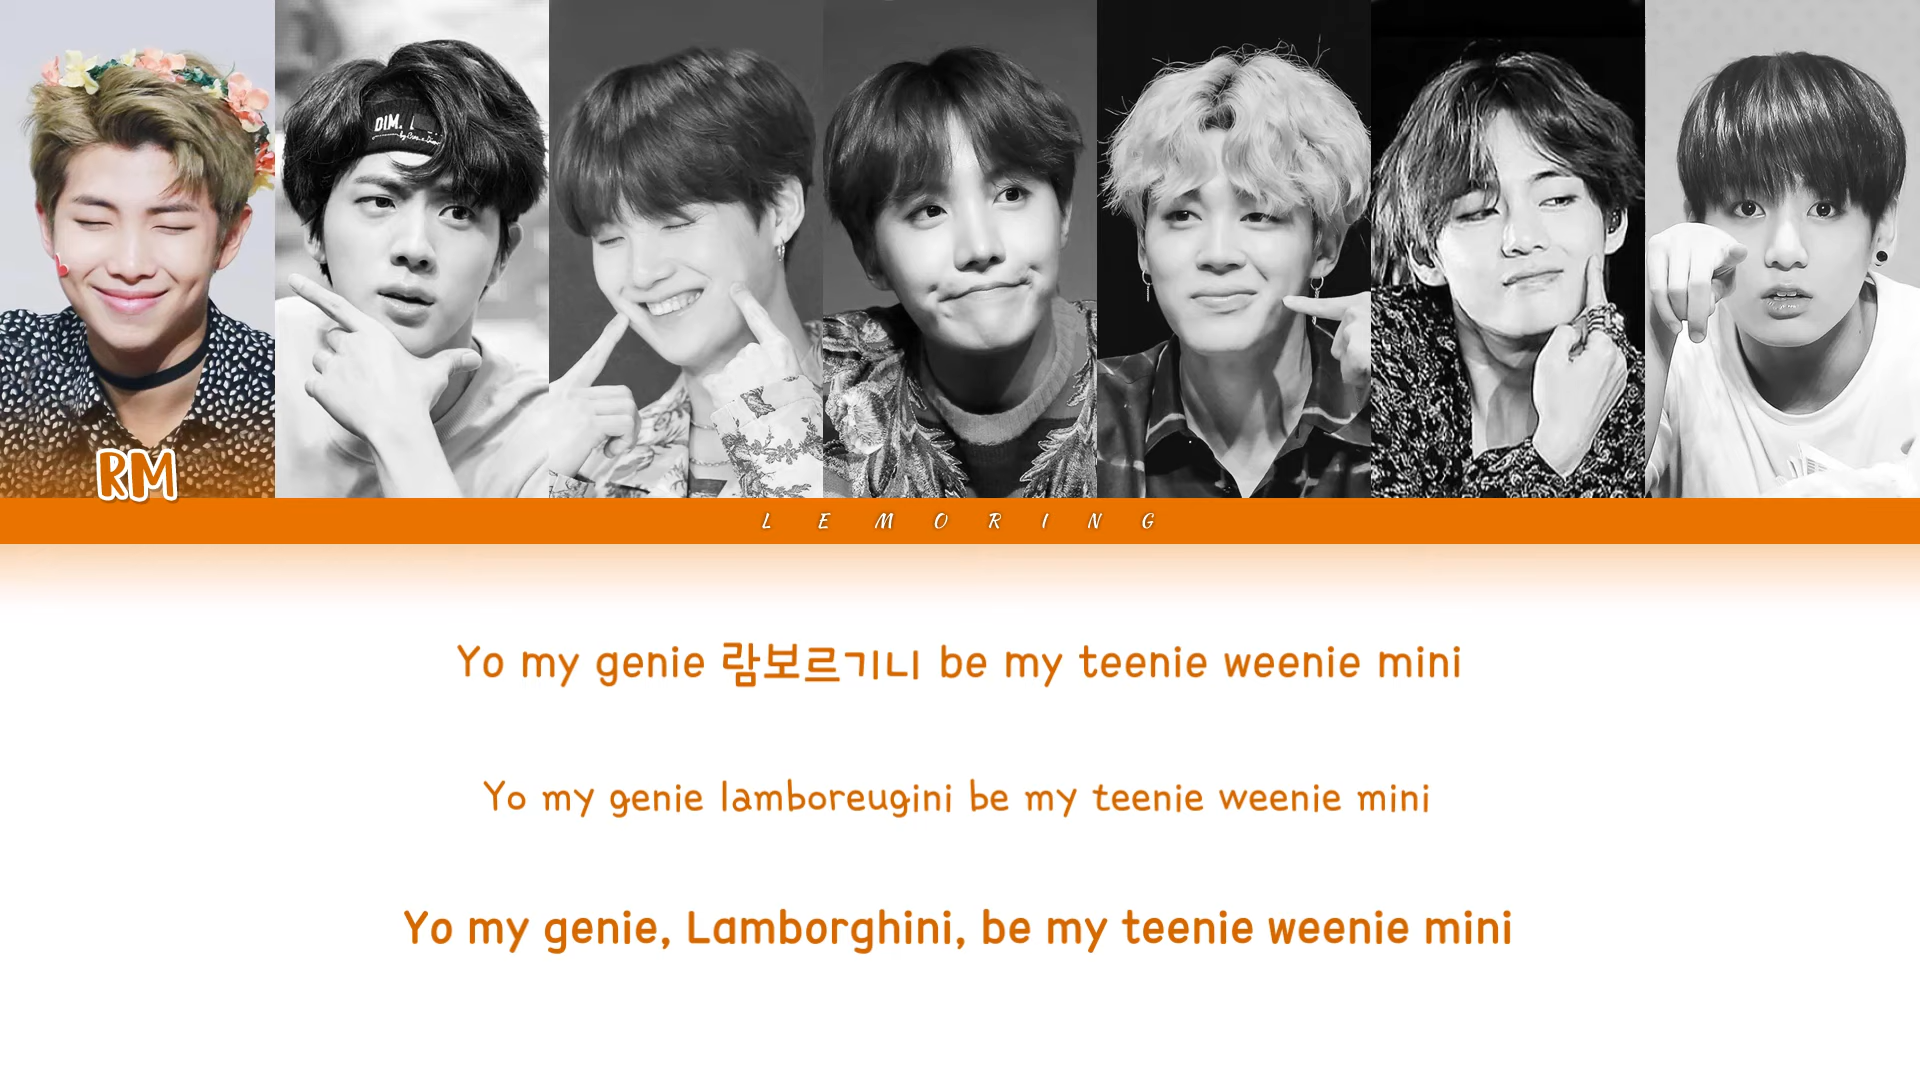 DIM.
RM
LEMORING
Yo my genie 람보르기니 be my teenie weenie mini
Yo my genie lamboreugini be my teenie weenie mini
Yo my genie, Lamborghini, be my teenie weenie mini